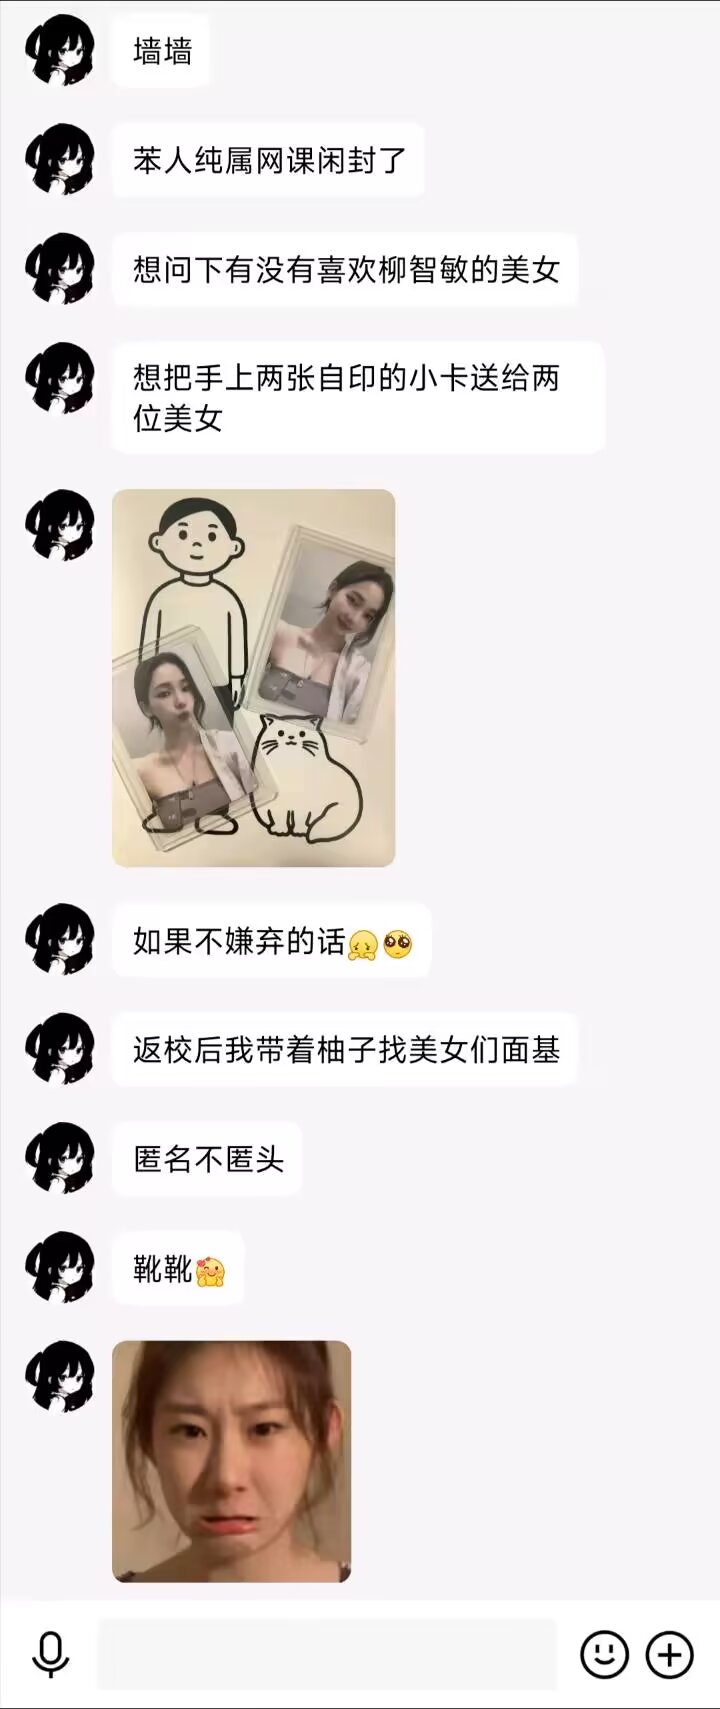 墙墙
苯人纯属网课闲封了
想问下有没有喜欢柳智敏的美女
想把手上两张自印的小卡送给两
位美女
如果不嫌弃的话
返校后我带着柚子找美女们面基
匿名不匿头
靴靴